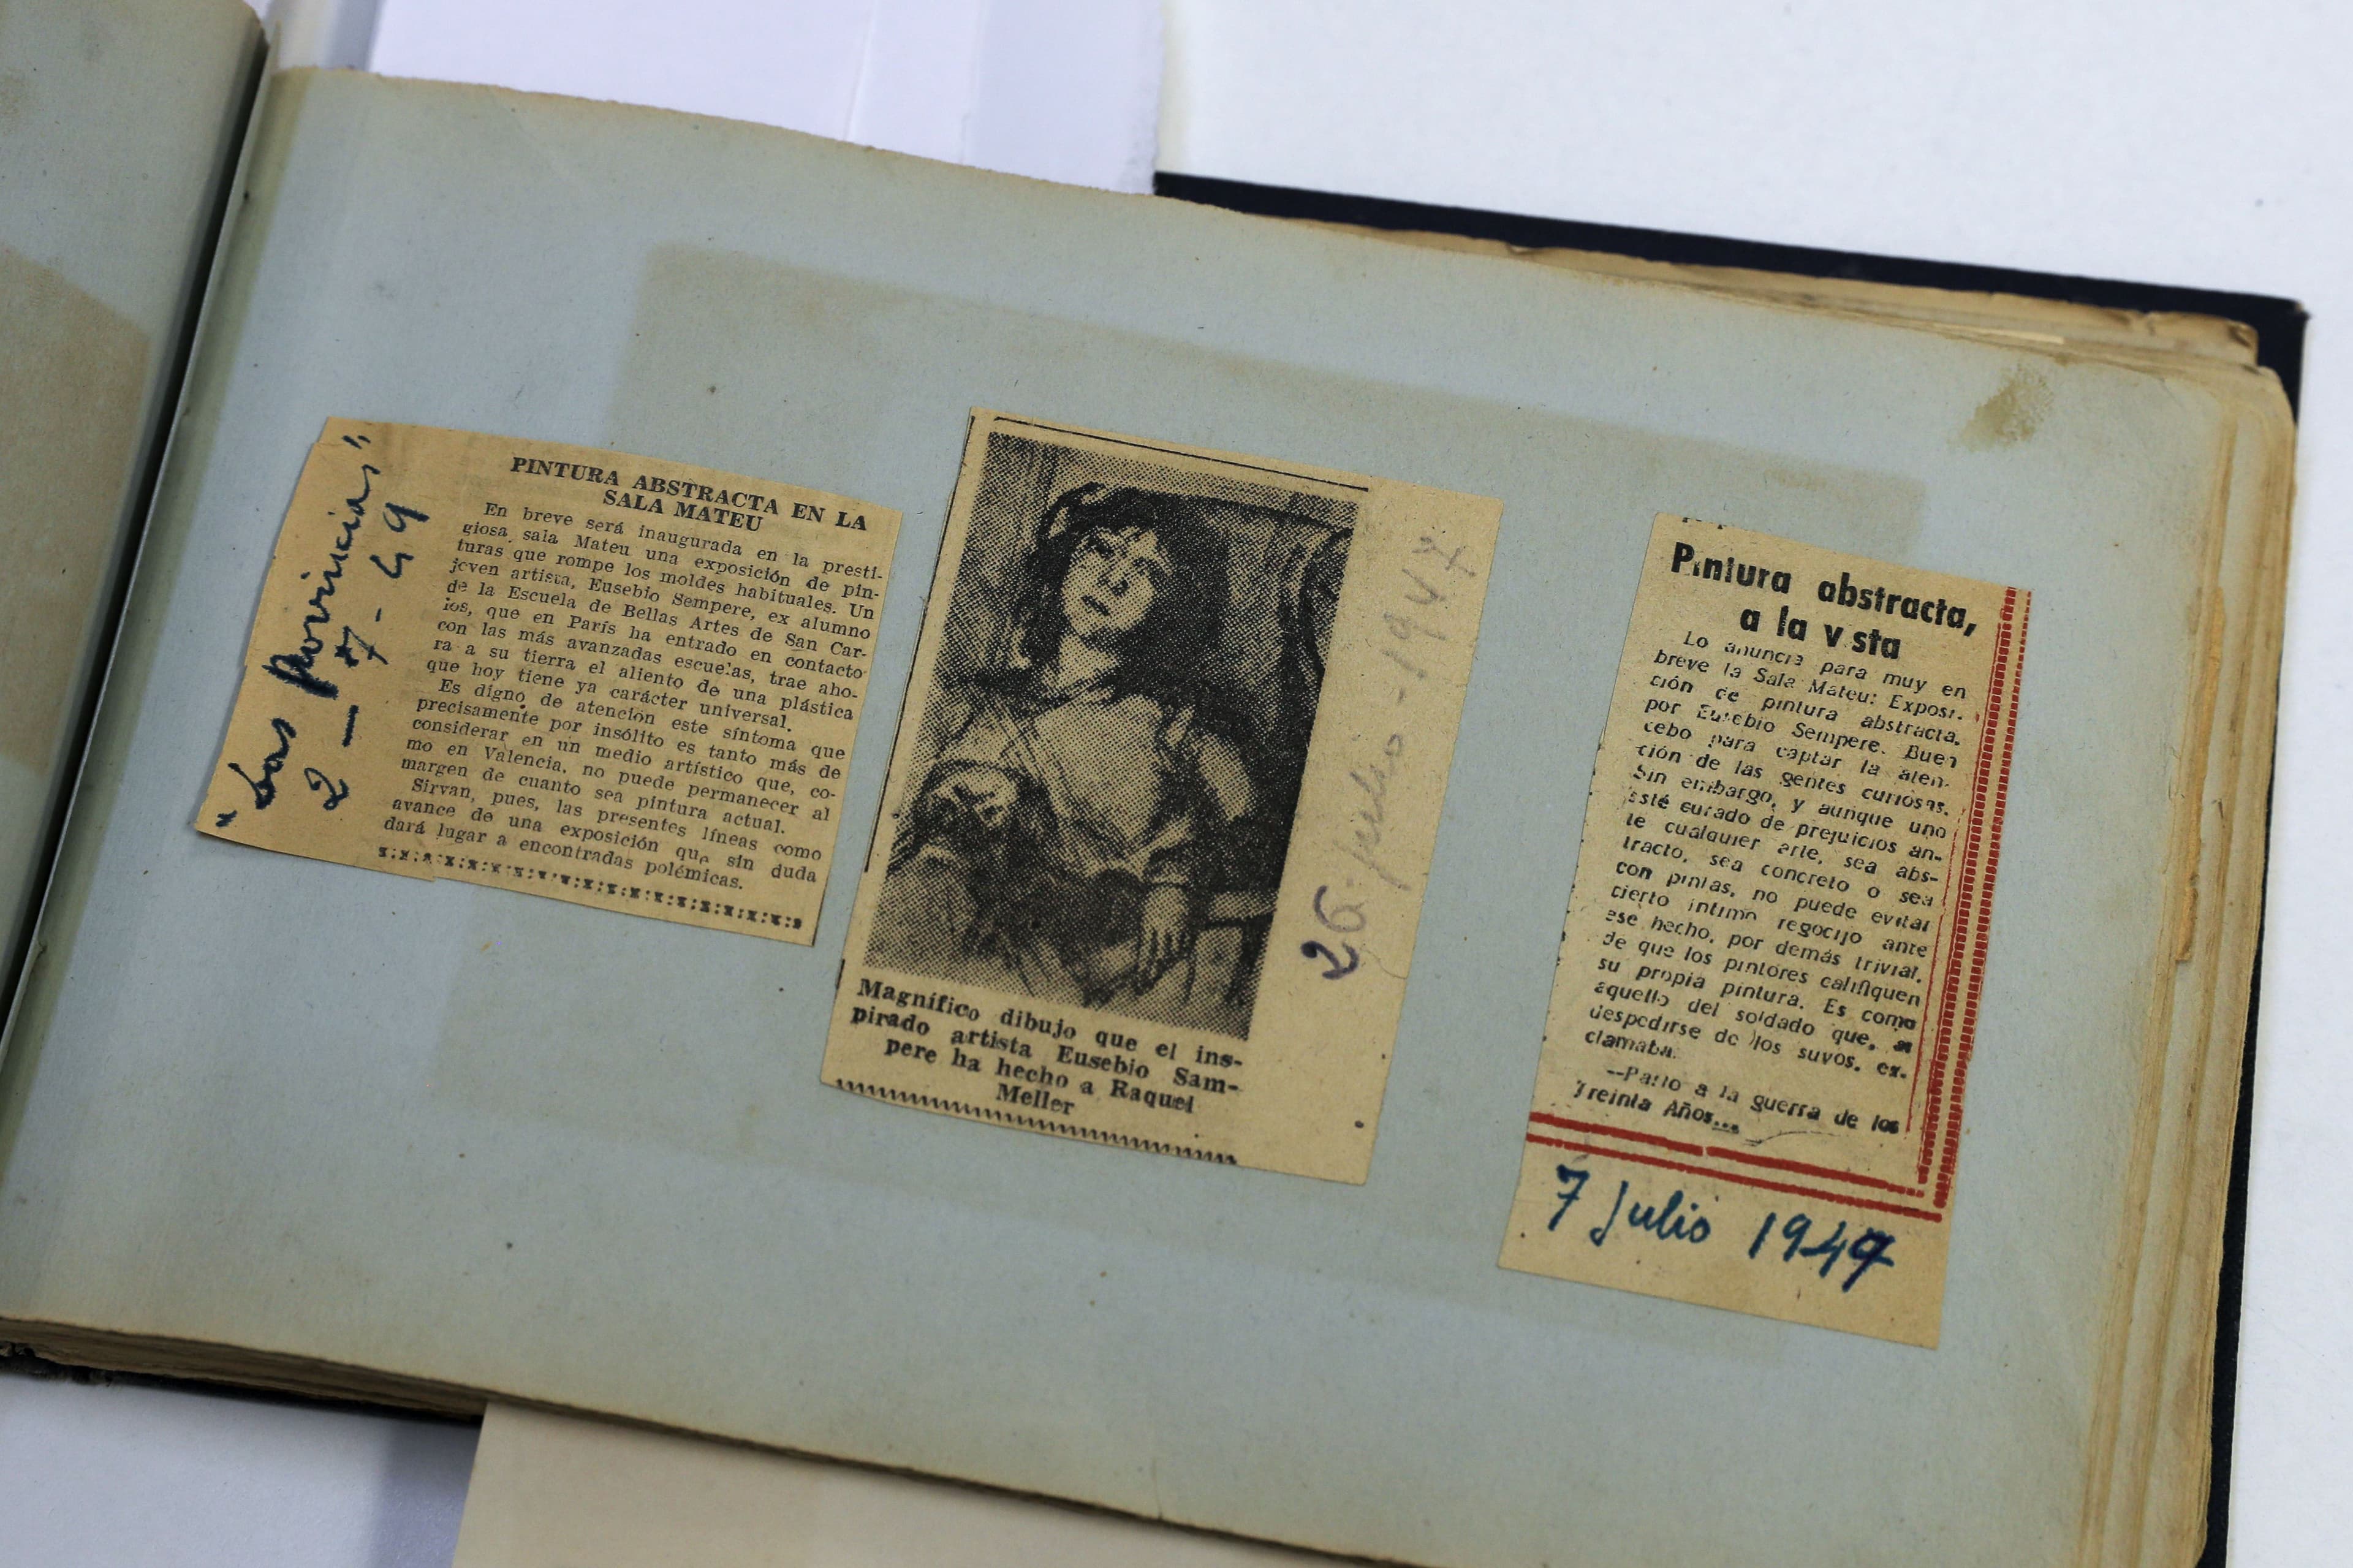 "Las Provincias"
2-7-49
PINTURA ABSTRACTA EN LA
SALA MATEU
En breve será inaugurada en la presti-
giosa sala Mateu una exposición de pin-
turas que rompe los moldes habituales. Un
joven artista, Eusebio Sempere, ex alumno
de la Escuela de Bellas Artes de San Car-
los, que en París ha entrado en contacto
con las más avanzadas escuelas, trae aho-
ra a su tierra el aliento de una plástica
que hoy tiene ya carácter universal.
Es digno de atención este síntoma que
precisamente por insólito es tanto más de
considerar en un medio artístico que, co-
mo en Valencia, no puede permanecer al
margen de cuanto sea pintura actual.
Sirvan, pues, las presentes líneas como
avance de una exposición que sin duda
dará lugar a encontradas polémicas.
Magnífico dibujo que el ins-
pirado artista Eusebio Sam-
pere ha hecho a Raquel
Meller
26-julio-1947
Pintura abstracta,
a la v sta
Lo anuncia para muy en
breve la Sala Mateu: Exposi-
ción de pintura abstracta,
por Eusebio Sempere. Buen
cebo para captar la aten-
ción de las gentes curiosas.
Sin embargo, y aunque uno
esté curado de prejuicios an-
te cualquier arte, sea abs-
tracto, sea concreto o sea
con pintas, no puede evitar
cierto íntimo regocijo ante
ese hecho, por demás trivial,
de que los pintores califiquen
su propia pintura. Es como
aquello del soldado que, al
despedirse de los suyos, ex-
clamaba:
--Parto a la guerra de los
Treinta Años...
7 Julio 1949